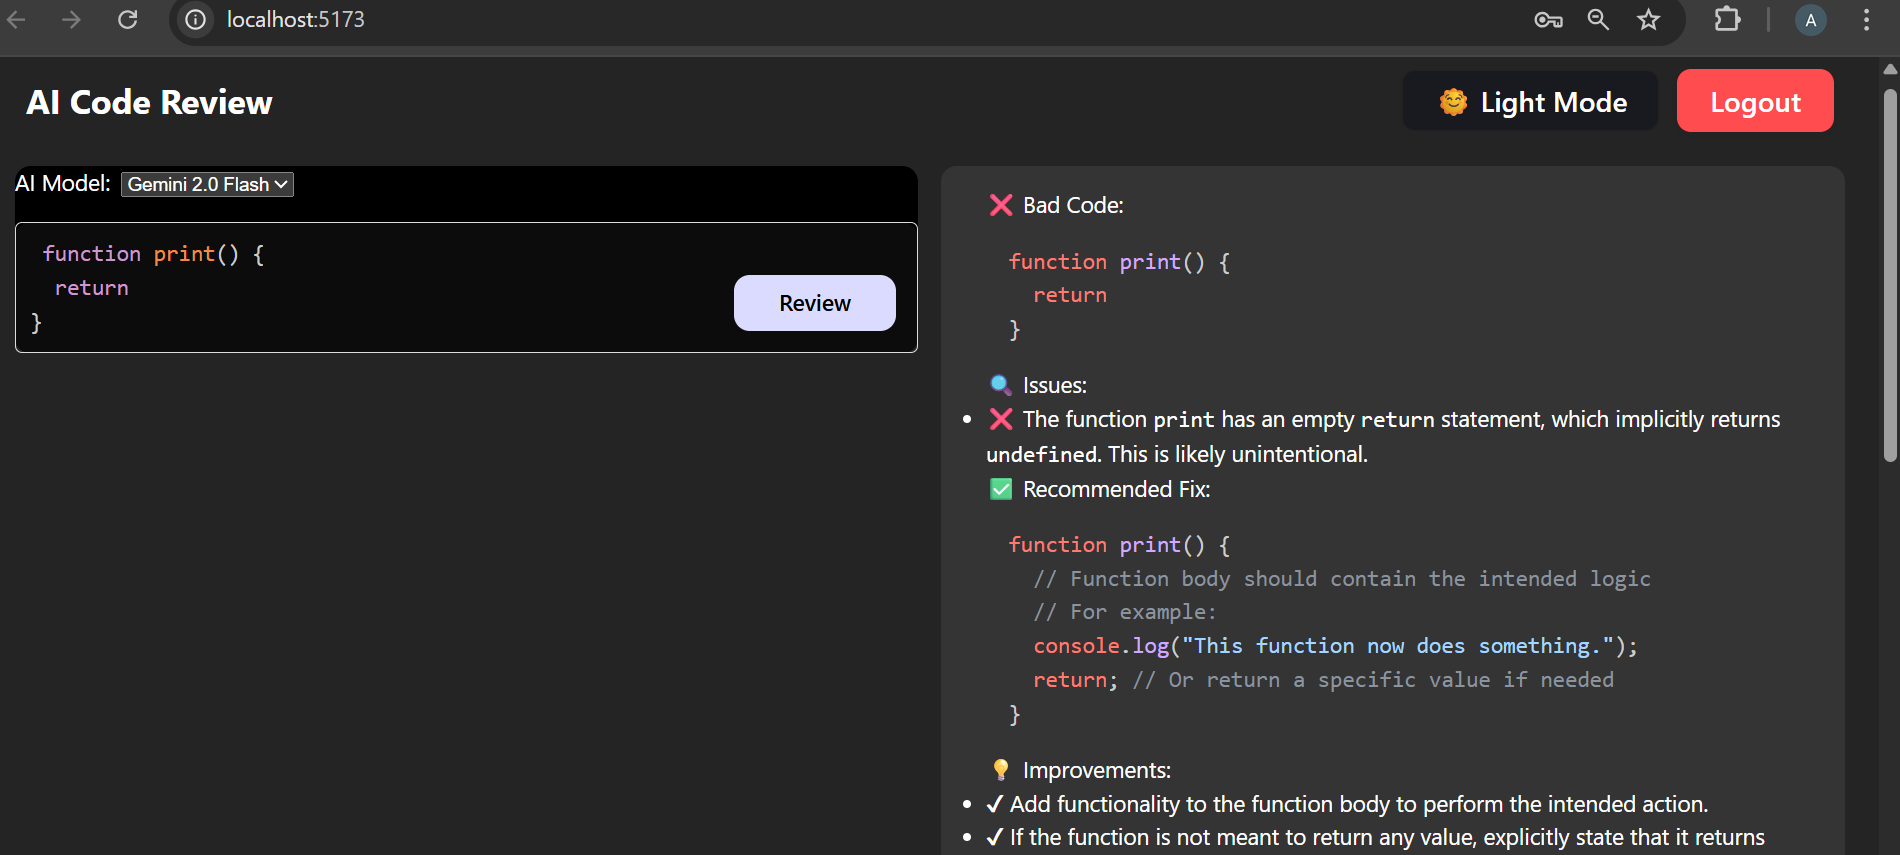 localhost:5173
A
AI Code Review
🌞 Light Mode
Logout
AI Model: Gemini 2.0 Flash
function print() {
return
}
Review
❌ Bad Code:
function print() {
return
}
🔍 Issues:
• ❌ The function print has an empty return statement, which implicitly returns
undefined. This is likely unintentional.
✅ Recommended Fix:
function print() {
// Function body should contain the intended logic
// For example:
console.log("This function now does something.");
return; // Or return a specific value if needed
}
💡 Improvements:
• ✔ Add functionality to the function body to perform the intended action.
• ✔ If the function is not meant to return any value, explicitly state that it returns